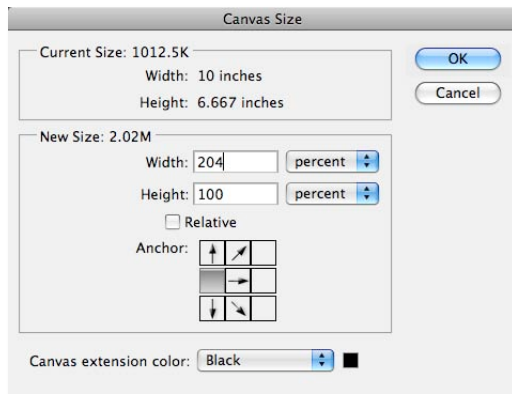 Canvas Size
Current Size: 1012.5K
Width: 10 inches
Height: 6.667 inches
OK
Cancel
New Size: 2.02M
Width: 204 percent
Height: 100 percent
Relative
Anchor:
Canvas extension color: Black